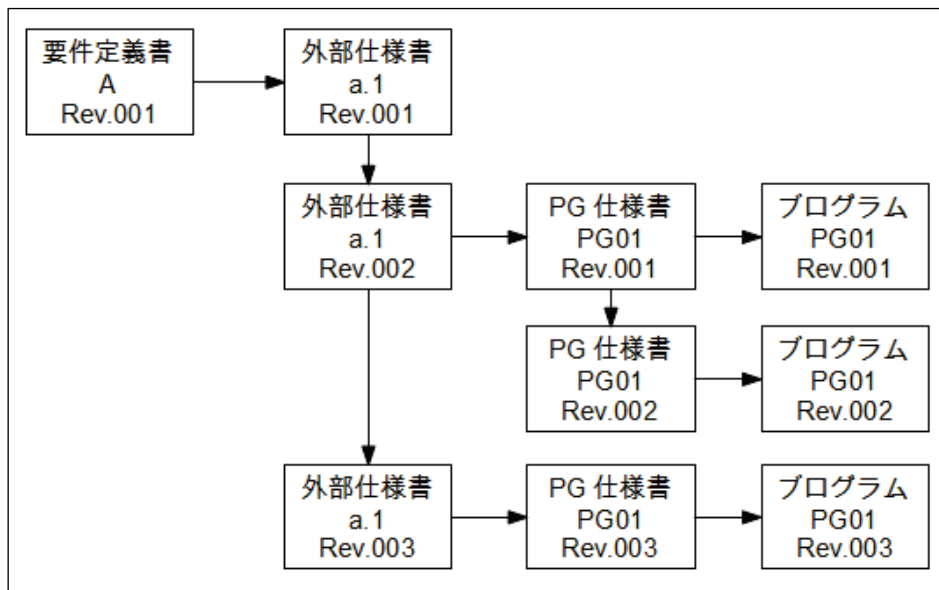 要件定義書
A
Rev.001
外部仕様書
a.1
Rev.001
外部仕様書
a.1
Rev.002
PG 仕様書
PG01
Rev.001
プログラム
PG01
Rev.001
PG 仕様書
PG01
Rev.002
プログラム
PG01
Rev.002
外部仕様書
a.1
Rev.003
PG 仕様書
PG01
Rev.003
プログラム
PG01
Rev.003